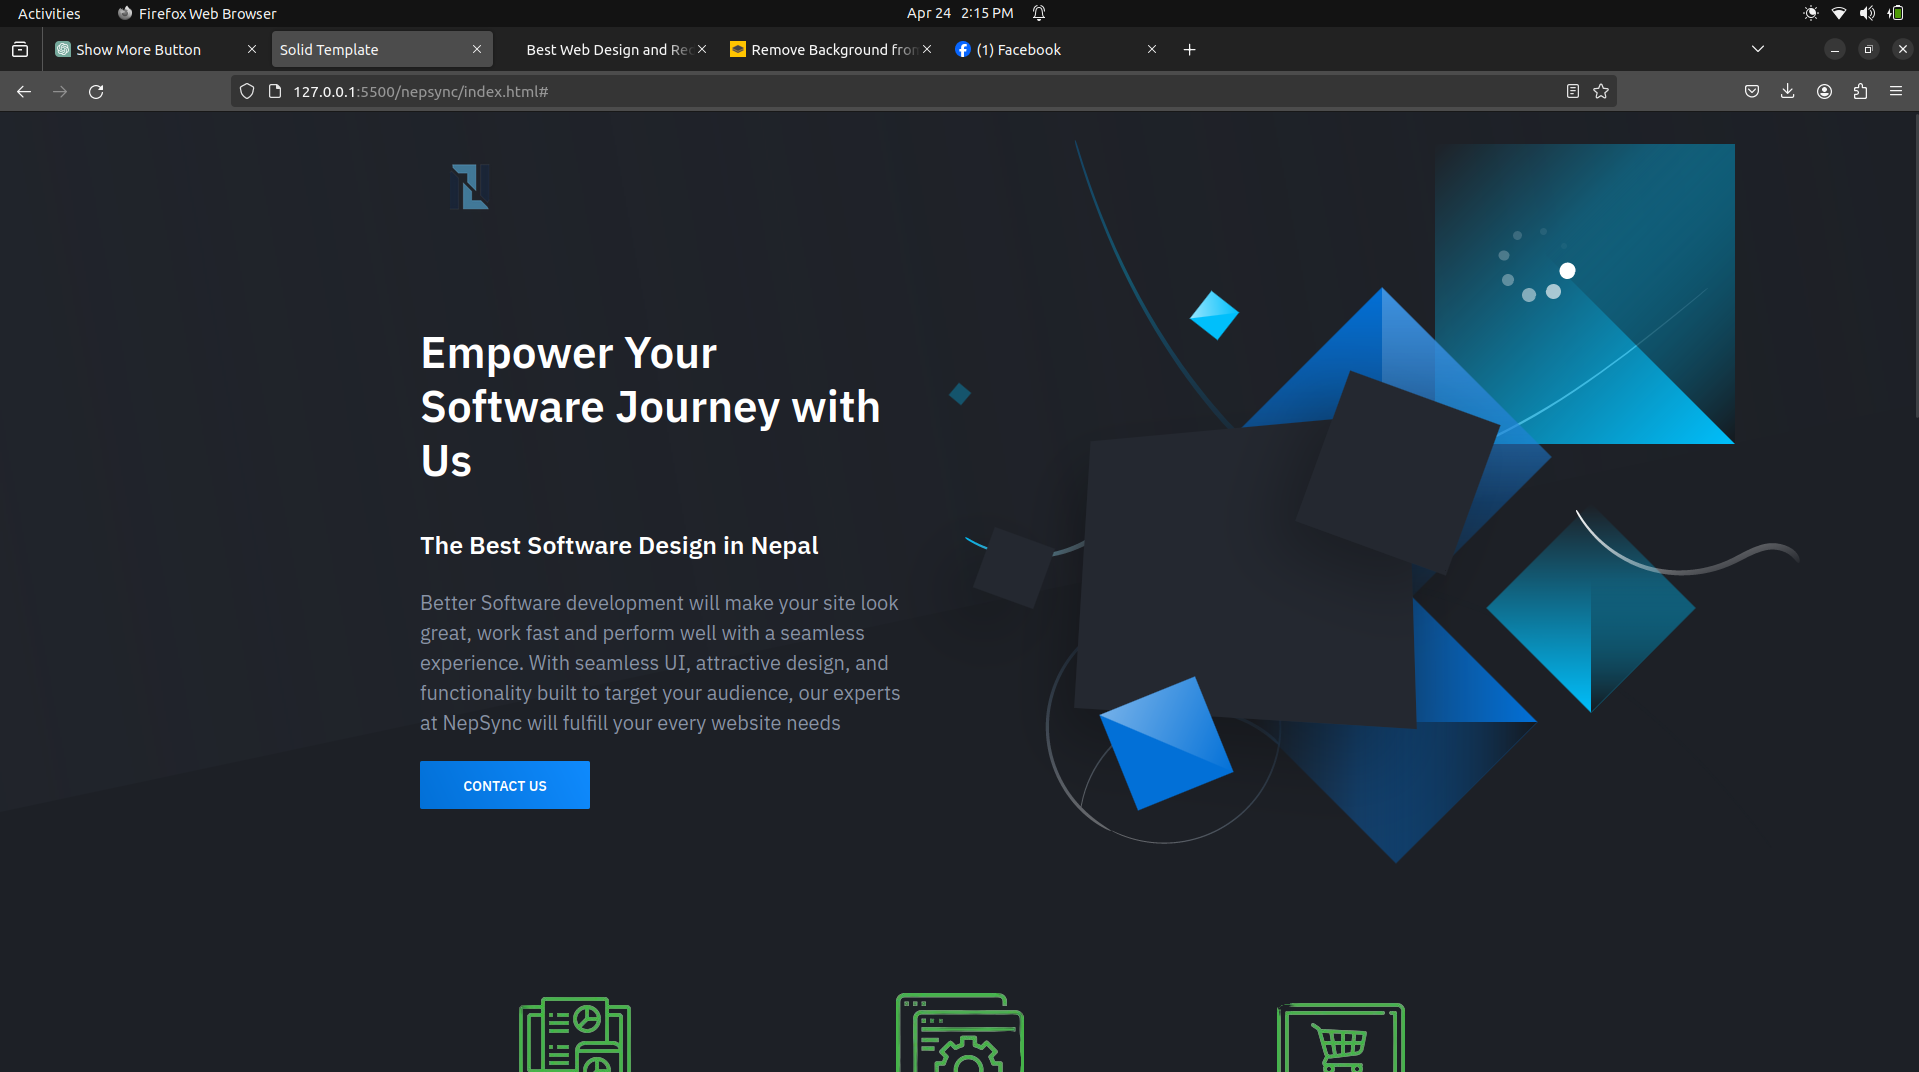 Activities
Firefox Web Browser
Apr 24 2:15 PM
Show More Button
Solid Template
Best Web Design and Rec
Remove Background from
(1) Facebook
127.0.0.1:5500/nepsync/index.html#
Empower Your
Software Journey with
Us
The Best Software Design in Nepal
Better Software development will make your site look
great, work fast and perform well with a seamless
experience. With seamless UI, attractive design, and
functionality built to target your audience, our experts
at NepSync will fulfill your every website needs
CONTACT US